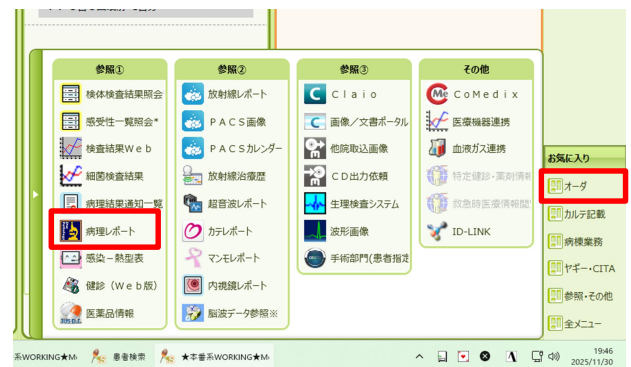 参照①
検体検査結果照会
感受性一覧照会*
検査結果Ｗｅｂ
細菌検査結果
病理結果通知一覧
病理レポート
感染－熱型表
健診（Ｗｅｂ版）
医薬品情報
参照②
放射線レポート
ＰＡＣＳ画像
ＰＡＣＳカレンダー
放射線治療歴
超音波レポート
カテレポート
マンモレポート
内視鏡レポート
脳波データ参照※
参照③
Ｃｌａｉｏ
画像／文書ポータル
他院取込画像
ＣＤ出力依頼
生理検査システム
波形画像
手術部門(患者指定
その他
ＣｏＭｅｄｉｘ
医療機器連携
血液ガス連携
特定健診・薬剤情報
救急時医療情報閲
ID-LINK
お気に入り
オーダ
カルテ記載
病棟業務
ヤギー・CITA
参照・その他
全メニュー
系WORKING★M‹
患者検索
★本番系WORKING★M‹
19:46
2025/11/30